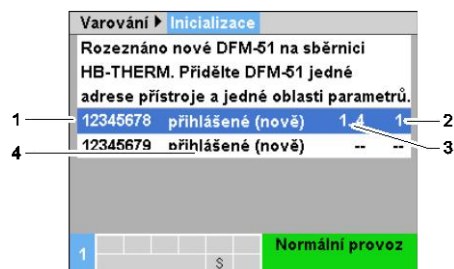 Varování ▶ Inicializace
Rozeznáno nové DFM-51 na sběrnici
HB-THERM. Přidělte DFM-51 jedné
adrese přístroje a jedné oblasti parametrů.
1 12345678 přihlášené (nově) 1..4 1 2
12345679 přihlášené (nově) -- -- 3
4
Normální provoz
1
S